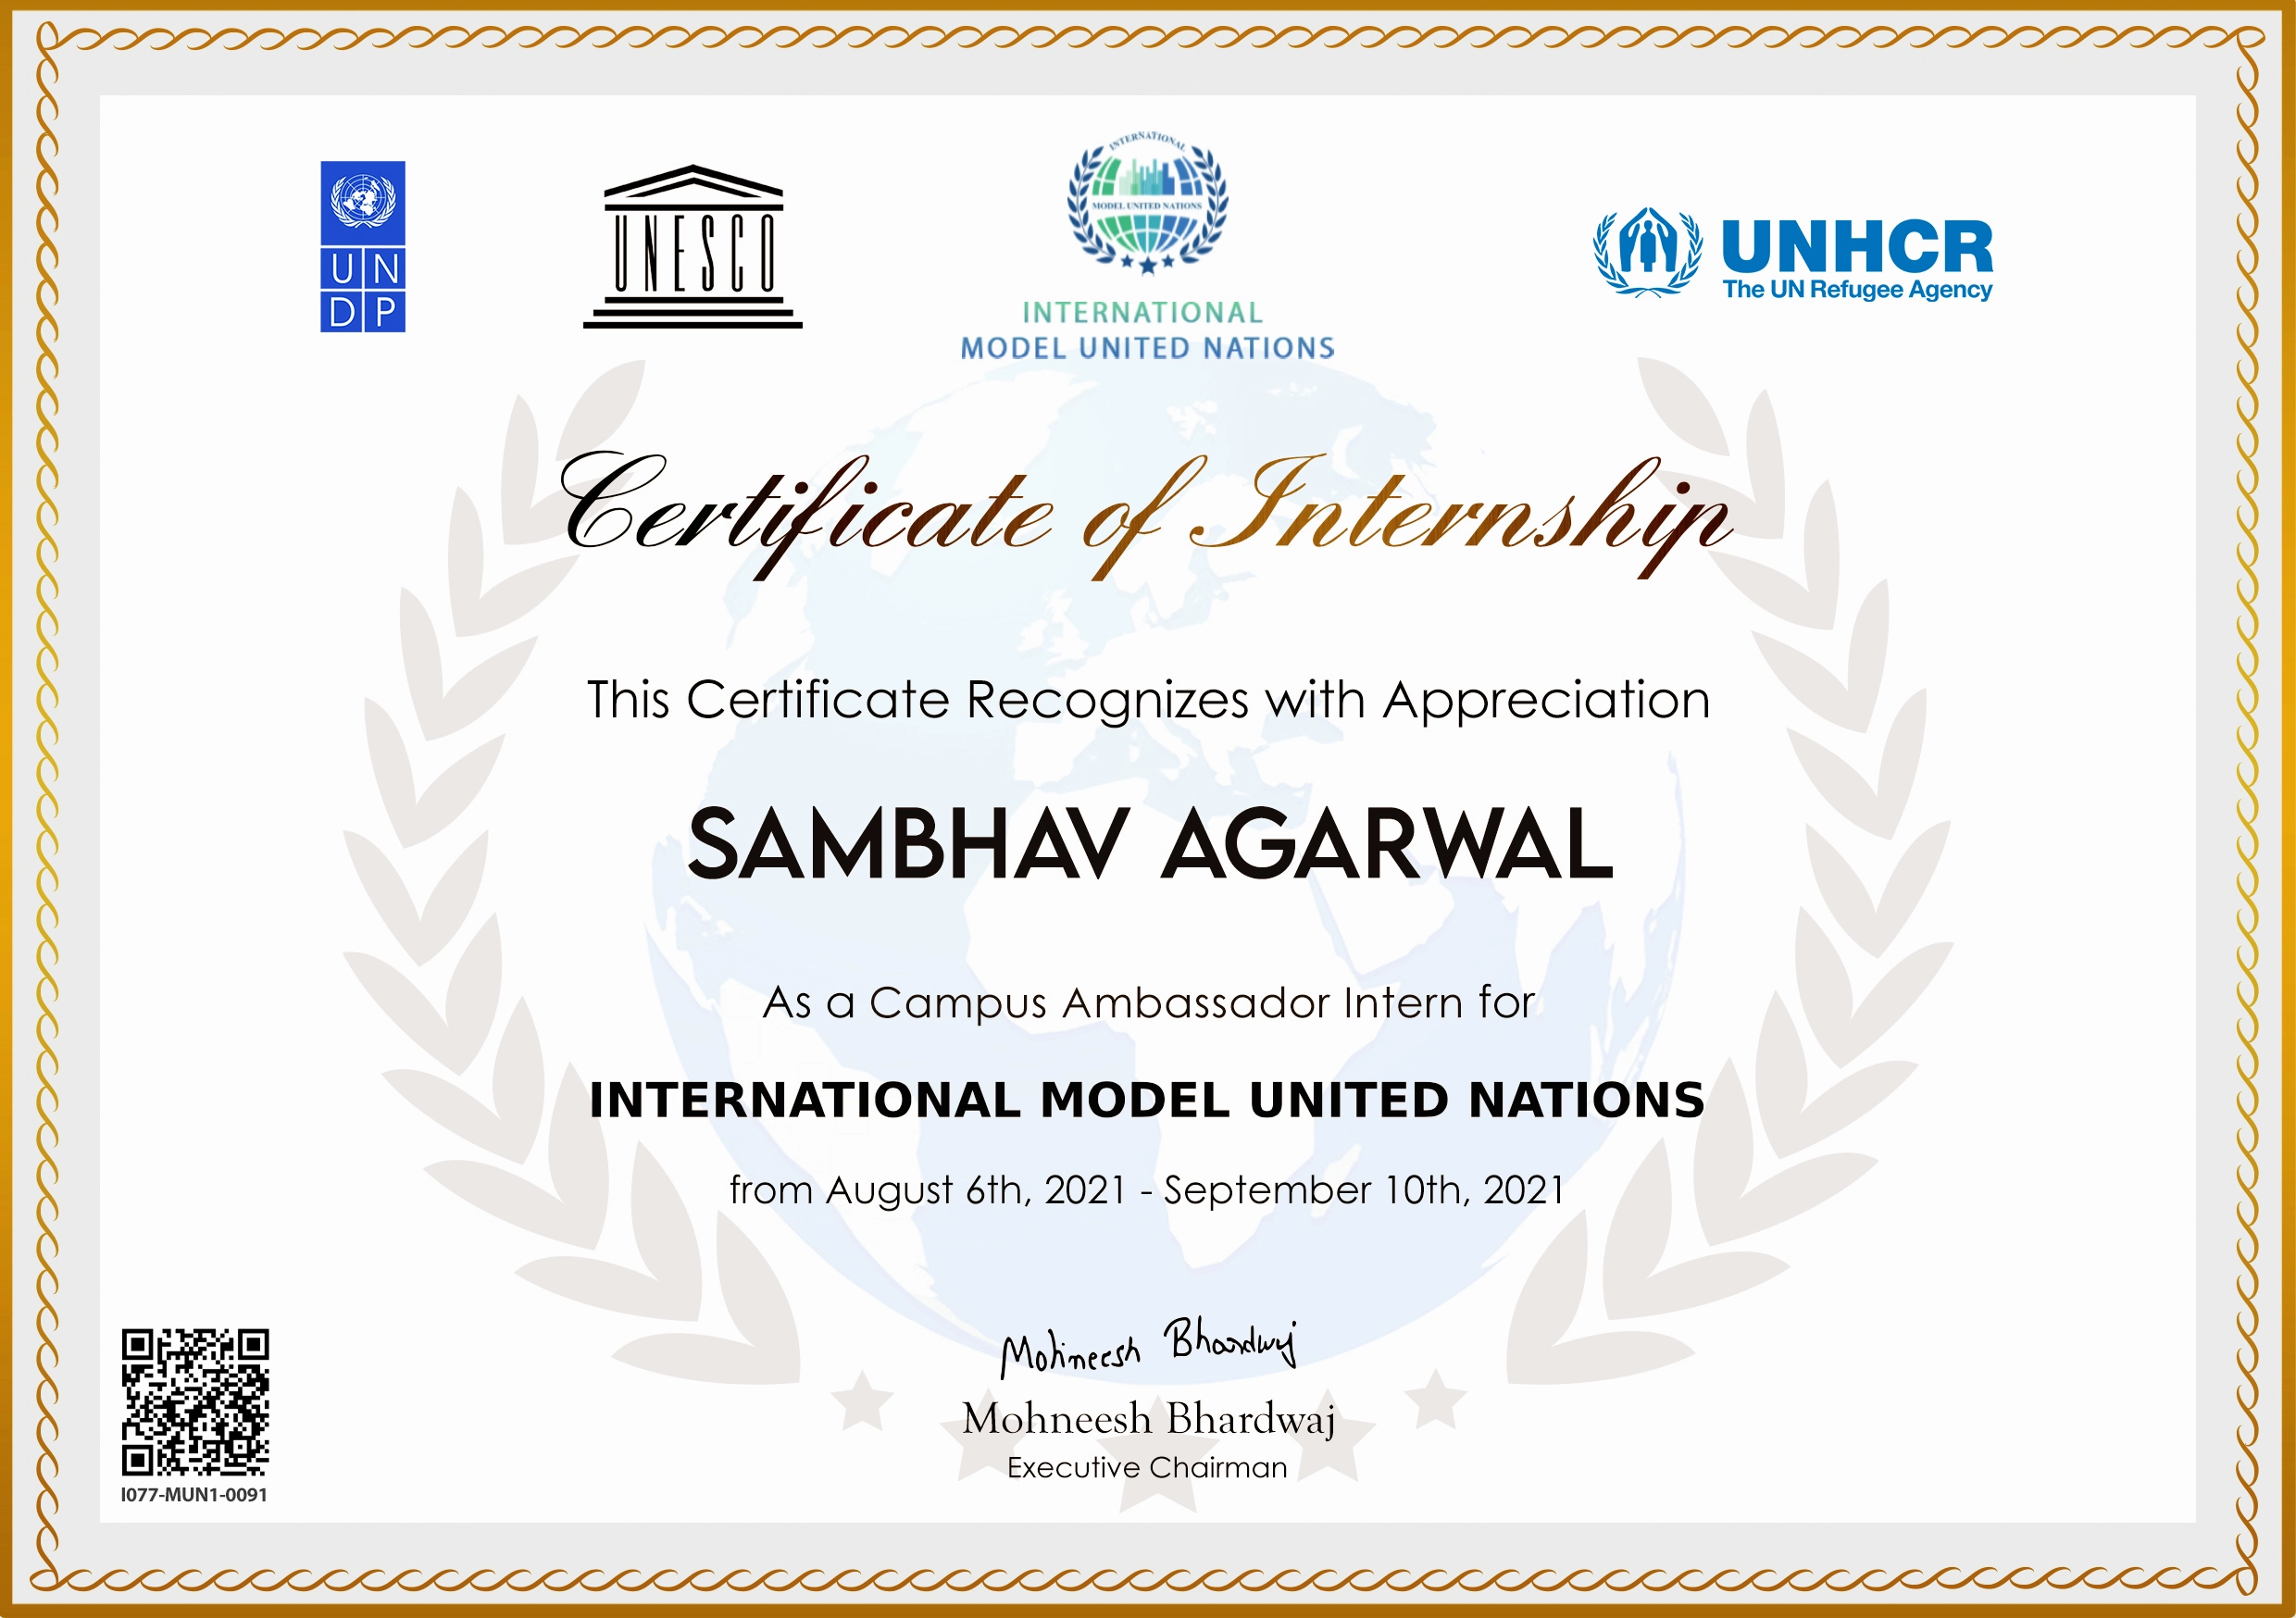 UN
DP
UNESCO
INTERNATIONAL
MODEL UNITED NATIONS
INTERNATIONAL
MODEL UNITED NATIONS
UNHCR
The UN Refugee Agency
Certificate of Internship
This Certificate Recognizes with Appreciation
SAMBHAV AGARWAL
As a Campus Ambassador Intern for
INTERNATIONAL MODEL UNITED NATIONS
from August 6th, 2021 - September 10th, 2021
Mohneesh Bhardwaj
Mohneesh Bhardwaj
Executive Chairman
I077-MUN1-0091